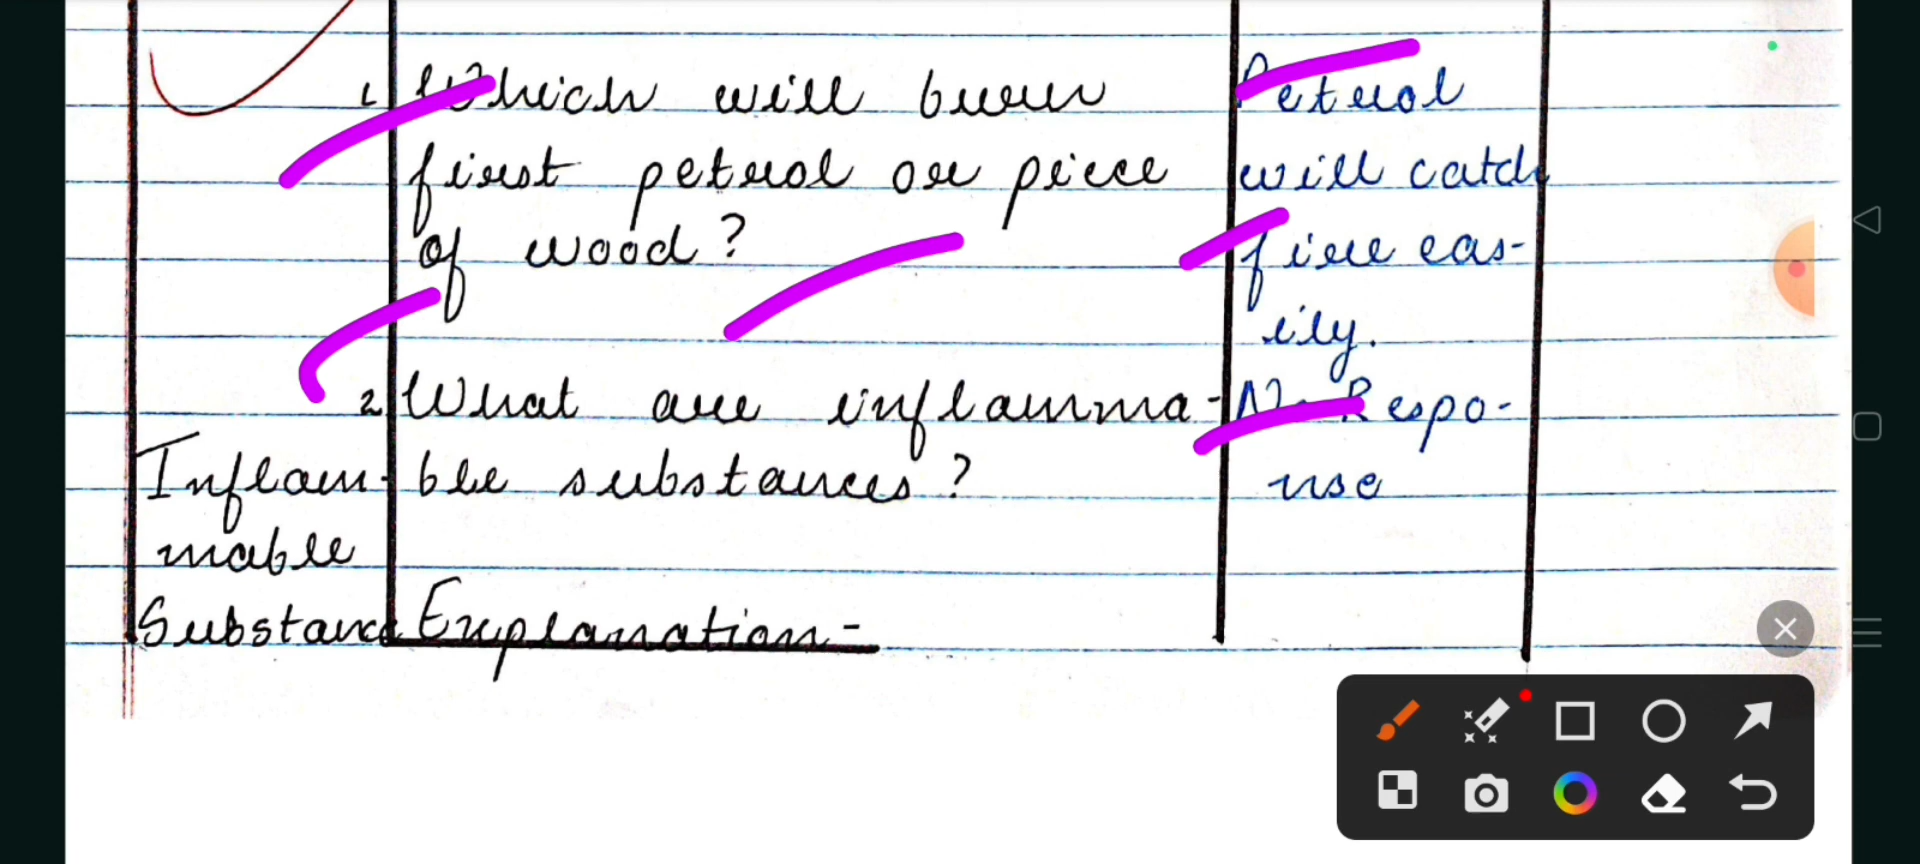 1. Which will burn Petrol
first petrol or piece will catch
of wood? fire eas-
ily.
2. What are inflamma- No Respo-
Inflam- ble substances? nse
mable
Substance Explanation-